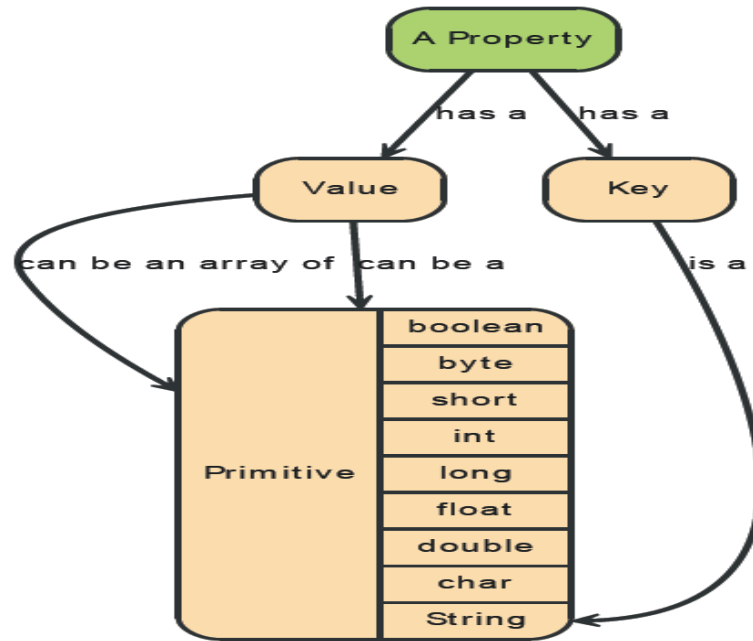 A Property
has a
has a
Value
Key
can be an array of
can be a
is a
Primitive
boolean
byte
short
int
long
float
double
char
String